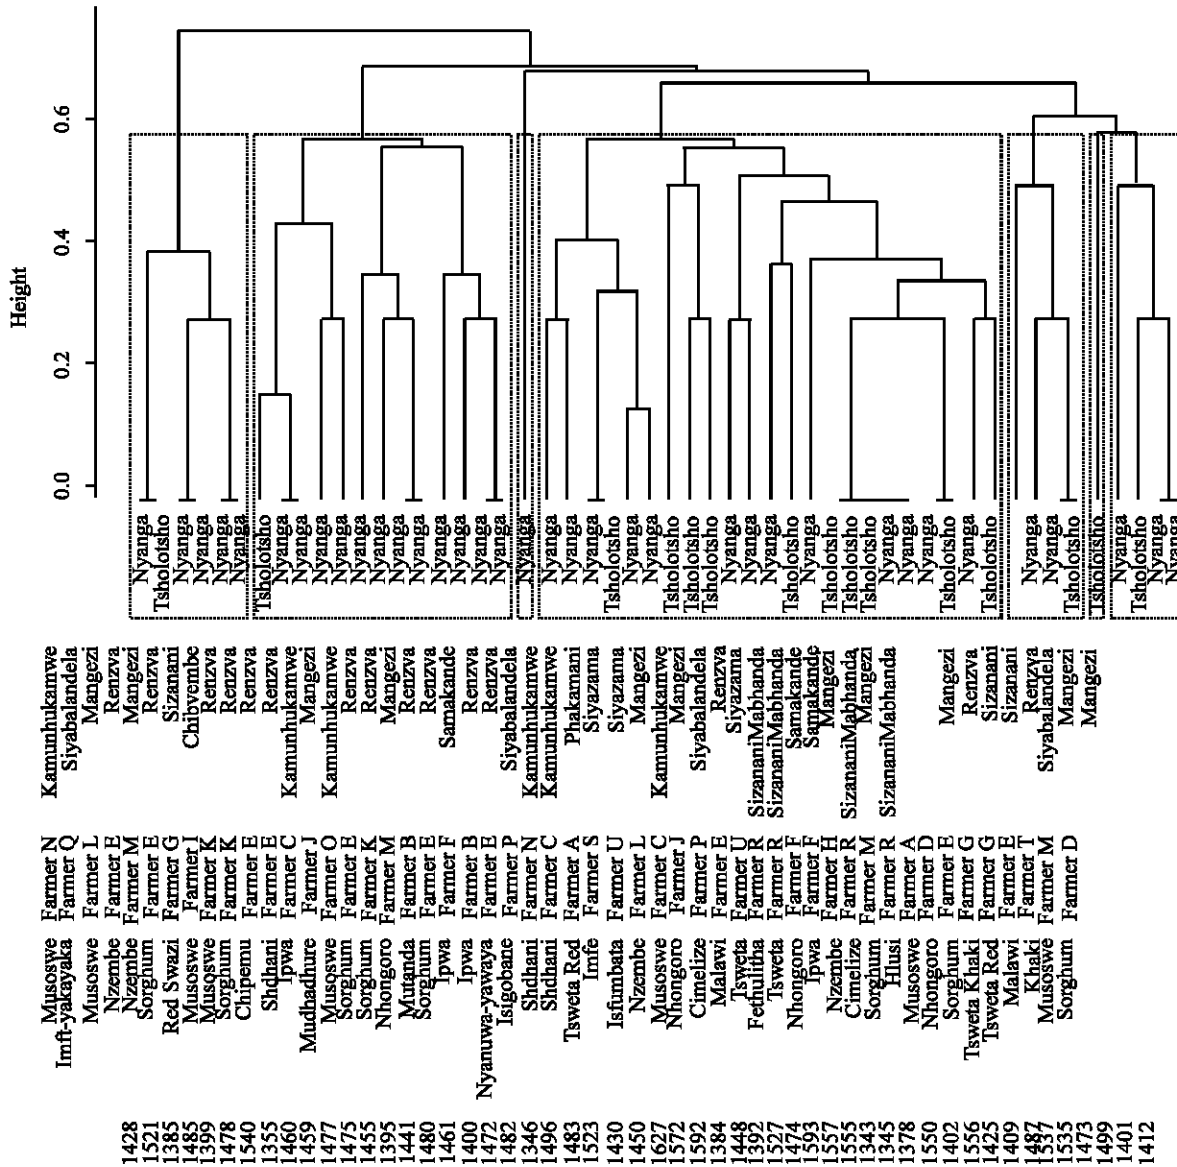 Height
0.6
0.4
0.2
0.0
Nyanga
Tsholotsho
Nyanga
Nyanga
Nyanga
Tsholotsho
Nyanga
Nyanga
Nyanga
Nyanga
Nyanga
Nyanga
Nyanga
Nyanga
Nyanga
Nyanga
Nyanga
Nyanga
Nyanga
Nyanga
Tsholotsho
Nyanga
Nyanga
Tsholotsho
Tsholotsho
Tsholotsho
Nyanga
Nyanga
Nyanga
Tsholotsho
Nyanga
Tsholotsho
Tsholotsho
Tsholotsho
Nyanga
Nyanga
Nyanga
Tsholotsho
Nyanga
Tsholotsho
Nyanga
Nyanga
Tsholotsho
Tsholotsho
Nyanga
Tsholotsho
Nyanga
Nyanga
Kamunhukamwe
Siyabalandela
Mangezi
Renzva
Mangezi
Renzva
Sizanani
Chibvembe
Renzva
Renzva
Renzva
Renzva
Kamunhukamwe
Mangezi
Kamunhukamwe
Renzva
Renzva
Mangezi
Renzva
Renzva
Samakande
Renzva
Renzva
Siyabalandela
Kamunhukamwe
Kamunhukamwe
Phakamani
Siyazama
Siyazama
Mangezi
Kamunhukamwe
Mangezi
Siyabalandela
Renzva
Siyazama
SizananiMabhanda
SizananiMabhanda
Samakande
Samakande
Mangezi
SizananiMabhanda
Mangezi
SizananiMabhanda
Mangezi
Renzva
Sizanani
Sizanani
Renzva
Siyabalandela
Mangezi
Mangezi
Farmer N
Farmer Q
Farmer L
Farmer E
Farmer M
Farmer E
Farmer G
Farmer I
Farmer K
Farmer K
Farmer E
Farmer E
Farmer C
Farmer J
Farmer O
Farmer E
Farmer K
Farmer M
Farmer B
Farmer E
Farmer F
Farmer B
Farmer E
Farmer P
Farmer N
Farmer C
Farmer A
Farmer S
Farmer U
Farmer L
Farmer C
Farmer J
Farmer P
Farmer E
Farmer U
Farmer R
Farmer R
Farmer F
Farmer F
Farmer H
Farmer R
Farmer M
Farmer R
Farmer A
Farmer D
Farmer E
Farmer G
Farmer G
Farmer E
Farmer T
Farmer M
Farmer D
Musoswe
Imft-yakayaka
Musoswe
Nzembe
Nzembe
Sorghum
Red Swazi
Musoswe
Musoswe
Sorghum
Chipemu
Shdhani
Ipwa
Mudhadhure
Musoswe
Sorghum
Sorghum
Nhongoro
Mutanda
Sorghum
Ipwa
Ipwa
Nyanuwa-yawaya
Isigobane
Shdhani
Shdhani
Tsweta Red
Imfe
Isfumbata
Nzembe
Musoswe
Nhongoro
Cimelize
Malawi
Tsweta
Fethulitha
Tsweta
Nhongoro
Ipwa
Nzembe
Cimelize
Sorghum
Hlusi
Musoswe
Nhongoro
Sorghum
Tsweta Khaki
Tsweta Red
Malawi
Khaki
Musoswe
Sorghum
1428
1521
1385
1485
1399
1478
1540
1355
1460
1459
1477
1475
1455
1395
1441
1480
1461
1400
1472
1482
1346
1496
1483
1523
1430
1450
1627
1572
1592
1384
1448
1392
1527
1474
1593
1557
1555
1343
1345
1378
1550
1402
1556
1425
1409
1487
1537
1535
1473
1499
1401
1412